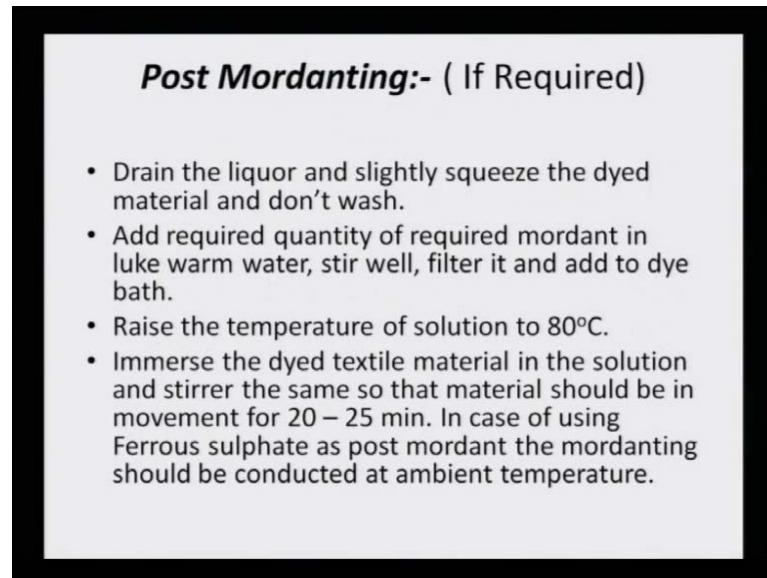 Post Mordanting:- ( If Required)
• Drain the liquor and slightly squeeze the dyed
material and don't wash.
• Add required quantity of required mordant in
luke warm water, stir well, filter it and add to dye
bath.
• Raise the temperature of solution to 80°C.
• Immerse the dyed textile material in the solution
and stirrer the same so that material should be in
movement for 20 – 25 min. In case of using
Ferrous sulphate as post mordant the mordanting
should be conducted at ambient temperature.